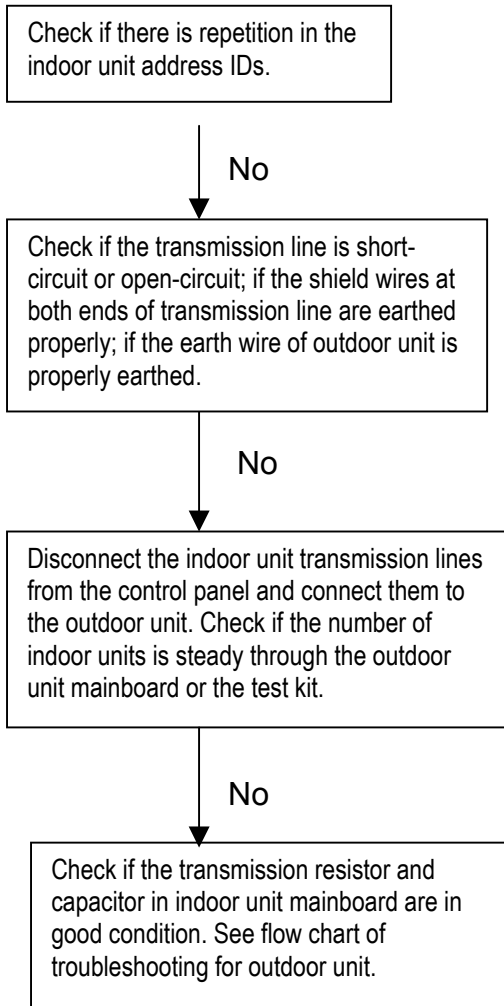 Check if there is repetition in the
indoor unit address IDs.
No
Check if the transmission line is short-
circuit or open-circuit; if the shield wires at
both ends of transmission line are earthed
properly; if the earth wire of outdoor unit is
properly earthed.
No
Disconnect the indoor unit transmission lines
from the control panel and connect them to
the outdoor unit. Check if the number of
indoor units is steady through the outdoor
unit mainboard or the test kit.
No
Check if the transmission resistor and
capacitor in indoor unit mainboard are in
good condition. See flow chart of
troubleshooting for outdoor unit.